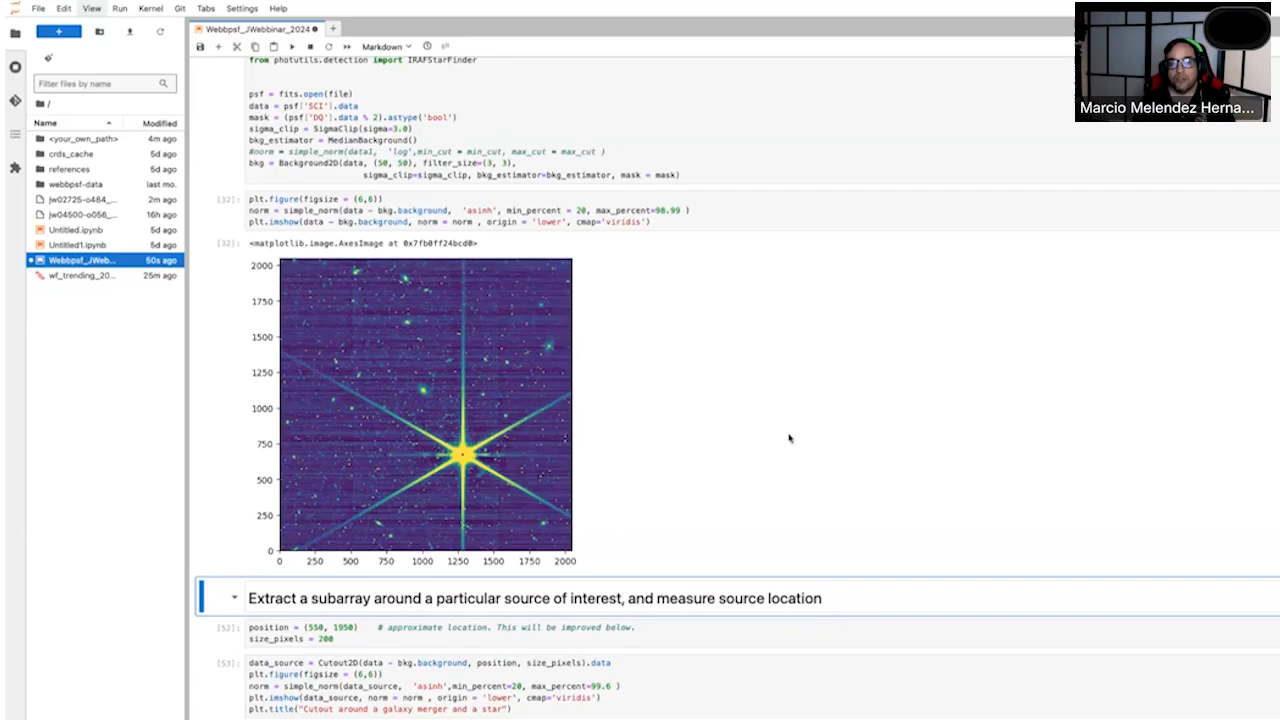 File Edit View Run Kernel Git Tabs Settings Help
Webbpsf_JWebbinar_2024
Markdown
Marcio Melendez Herna...
Filter files by name
/
Name Modified
<your_own_path> 4m ago
crds_cache 5d ago
references 5d ago
webbpsf-data last mo.
jw02725-o484_... 2m ago
jw04500-o056_... 16h ago
Untitled.ipynb 5d ago
Untitled1.ipynb 5d ago
Webbpsf_JWeb... 50s ago
wf_trending_20... 25m ago
from photutils.detection import IRAFStarFinder
psf = fits.open(file)
data = psf['SCI'].data
mask = (psf['DQ'].data % 2).astype('bool')
sigma_clip = SigmaClip(sigma=3.0)
bkg_estimator = MedianBackground()
#norm = simple_norm(data1, 'log',min_cut = min_cut, max_cut = max_cut )
bkg = Background2D(data, (50, 50), filter_size=(3, 3),
sigma_clip=sigma_clip, bkg_estimator=bkg_estimator, mask = mask)
[32]: plt.figure(figsize = (6,6))
norm = simple_norm(data - bkg.background, 'asinh', min_percent = 20, max_percent=98.99 )
plt.imshow(data - bkg.background, norm = norm , origin = 'lower', cmap='viridis')
[32]: <matplotlib.image.AxesImage at 0x7fb0ff24bcd0>
2000
1750
1500
1250
1000
750
500
250
0
0 250 500 750 1000 1250 1500 1750 2000
Extract a subarray around a particular source of interest, and measure source location
[52]: position = (550, 1950) # approximate location. This will be improved below.
size_pixels = 200
[53]: data_source = Cutout2D(data - bkg.background, position, size_pixels).data
plt.figure(figsize = (6,6))
norm = simple_norm(data_source, 'asinh',min_percent=20, max_percent=99.6 )
plt.imshow(data_source, norm = norm , origin = 'lower', cmap='viridis')
plt.title("Cutout around a galaxy merger and a star")